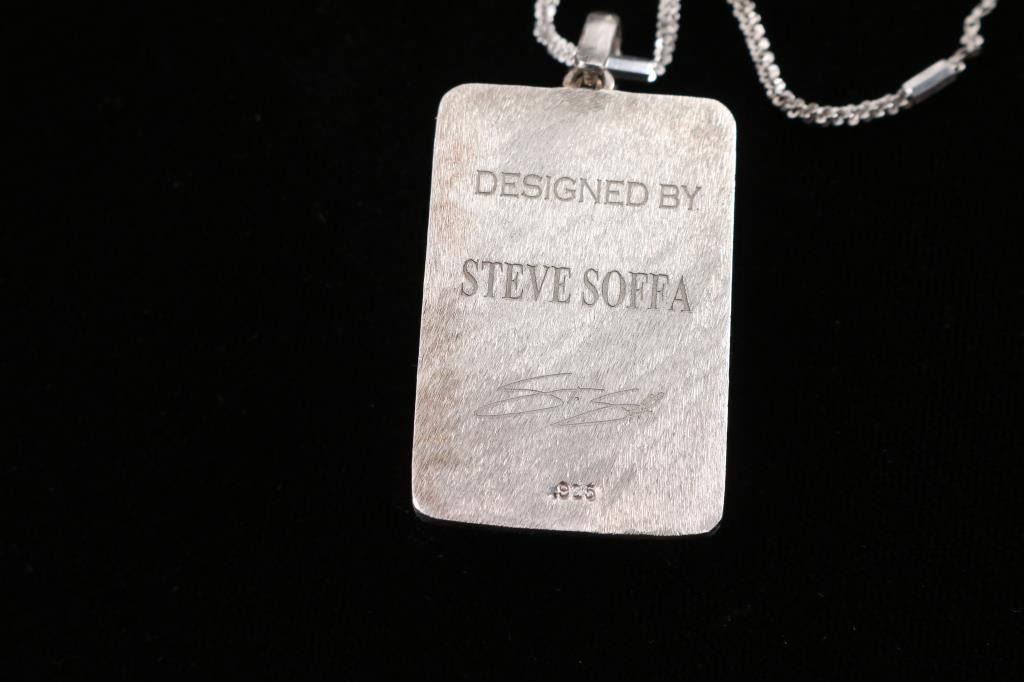 DESIGNED BY
STEVE SOFFA
.925